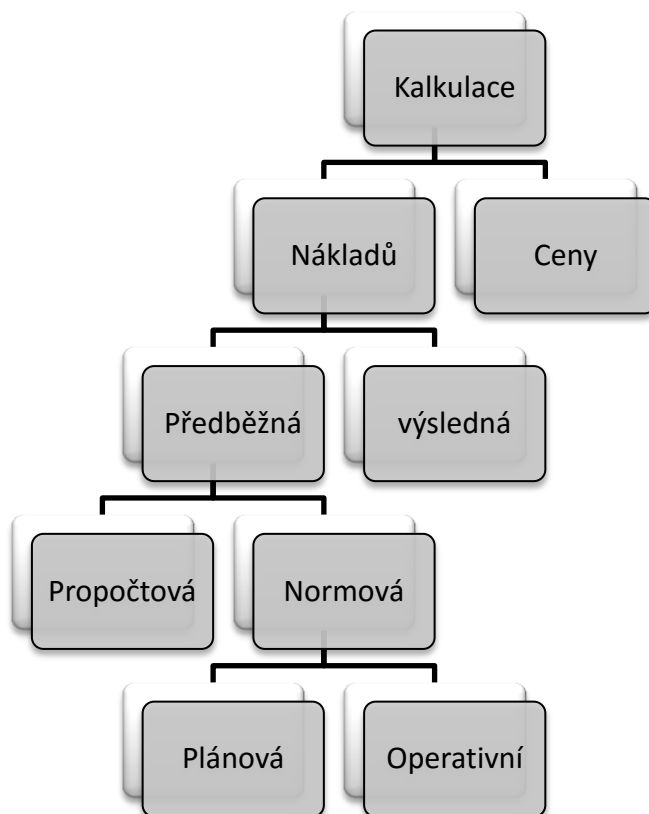 Kalkulace
Nákladů
Ceny
Předběžná
výsledná
Propočtová
Normová
Plánová
Operativní